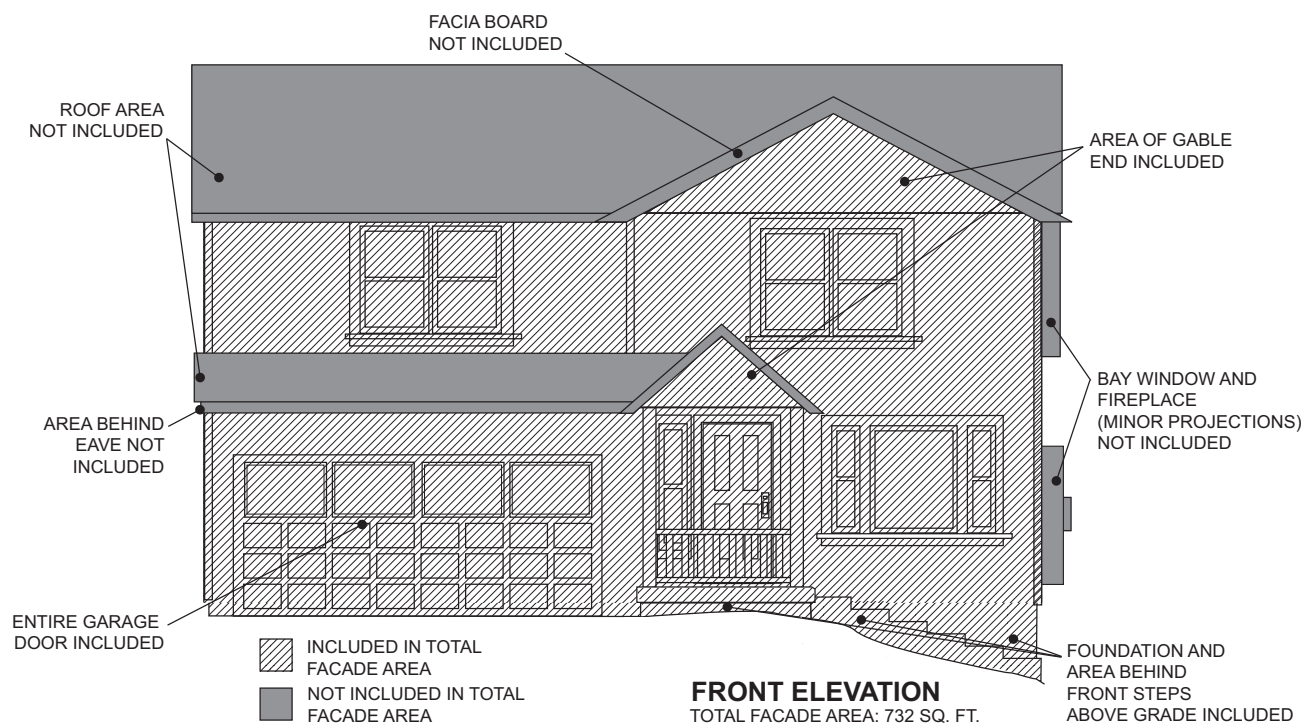 FACIA BOARD
NOT INCLUDED
ROOF AREA
NOT INCLUDED
AREA OF GABLE
END INCLUDED
AREA BEHIND
EAVE NOT
INCLUDED
BAY WINDOW AND
FIREPLACE
(MINOR PROJECTIONS)
NOT INCLUDED
ENTIRE GARAGE
DOOR INCLUDED
INCLUDED IN TOTAL
FACADE AREA
NOT INCLUDED IN TOTAL
FACADE AREA
FRONT ELEVATION
TOTAL FACADE AREA: 732 SQ. FT.
FOUNDATION AND
AREA BEHIND
FRONT STEPS
ABOVE GRADE INCLUDED